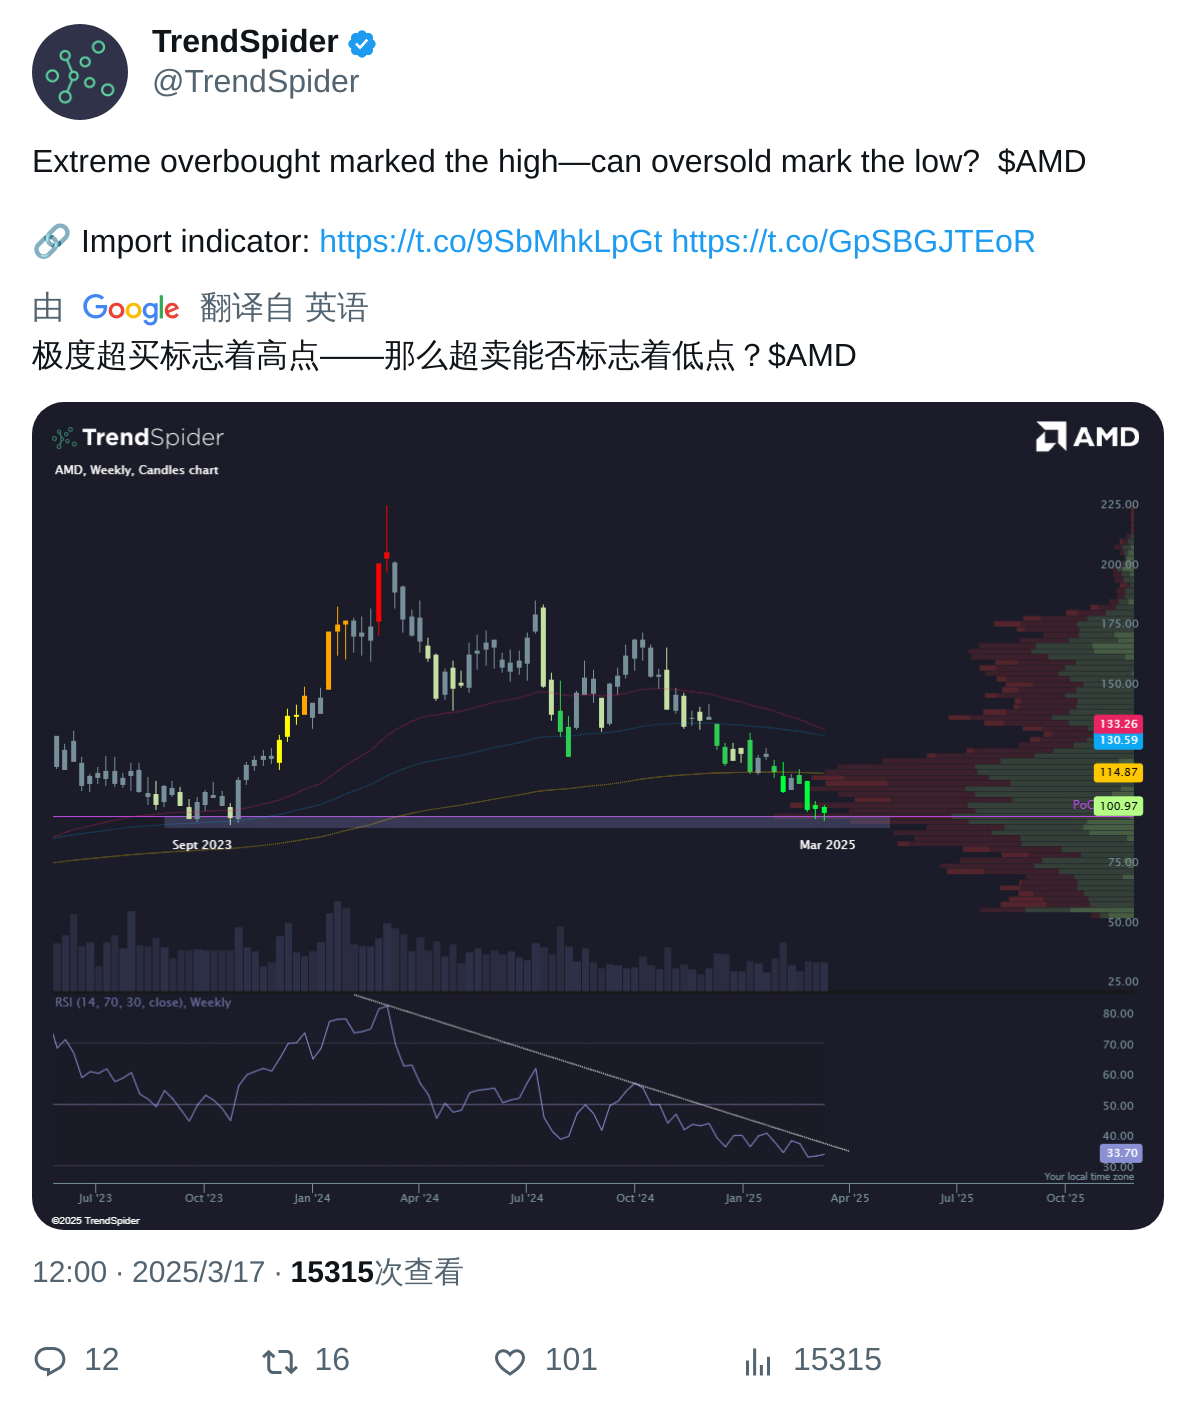 TrendSpider
@TrendSpider
Extreme overbought marked the high—can oversold mark the low?  $AMD
🔗 Import indicator: https://t.co/9SbMhkLpGt https://t.co/GpSBGJTEoR
由 Google 翻译自 英语
极度超买标志着高点——那么超卖能否标志着低点？$AMD
TrendSpider
AMD
AMD, Weekly, Candles chart
225.00
200.00
175.00
150.00
133.26
130.59
114.87
PoC 100.97
Sept 2023
Mar 2025
75.00
50.00
25.00
RSI (14, 70, 30, close), Weekly
80.00
70.00
60.00
50.00
40.00
33.70
30.00
Your local time zone
Jul '23 Oct '23 Jan '24 Apr '24 Jul '24 Oct '24 Jan '25 Apr '25 Jul '25 Oct '25
©2025 TrendSpider
12:00 · 2025/3/17 · 15315次查看
12 16 101 15315